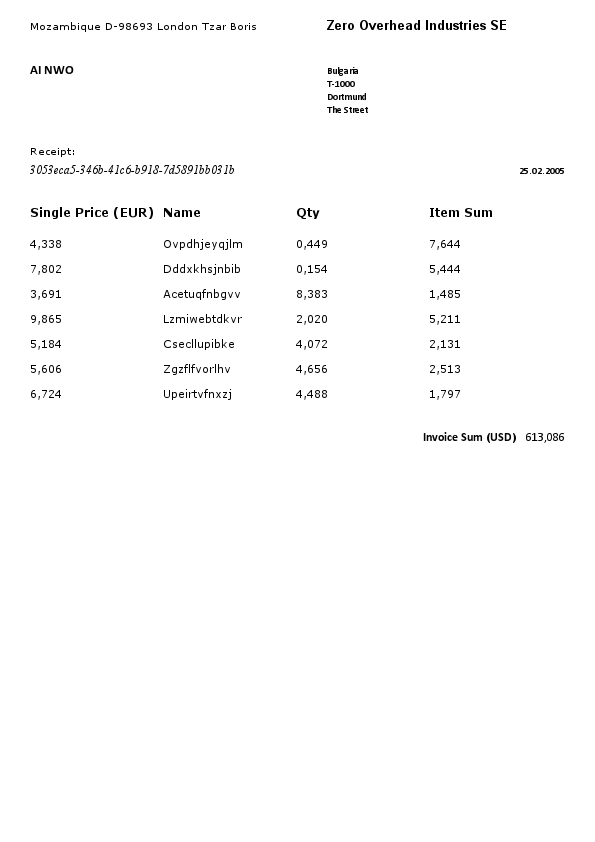 Mozambique D-98693 London Tzar Boris
Zero Overhead Industries SE
AI NWO
Bulgaria
T-1000
Dortmund
The Street
Receipt:
3053eca5-346b-41c6-b918-7d5891bb031b
25.02.2005
Single Price (EUR) Name Qty Item Sum
4,338 Ovpdhjeyqjlm 0,449 7,644
7,802 Dddxkhsjnbib 0,154 5,444
3,691 Acetuqfnbgvv 8,383 1,485
9,865 Lzmiwebtdkvr 2,020 5,211
5,184 Csecllupibke 4,072 2,131
5,606 Zgzflfvorlhv 4,656 2,513
6,724 Upeirtvfnxzj 4,488 1,797
Invoice Sum (USD) 613,086